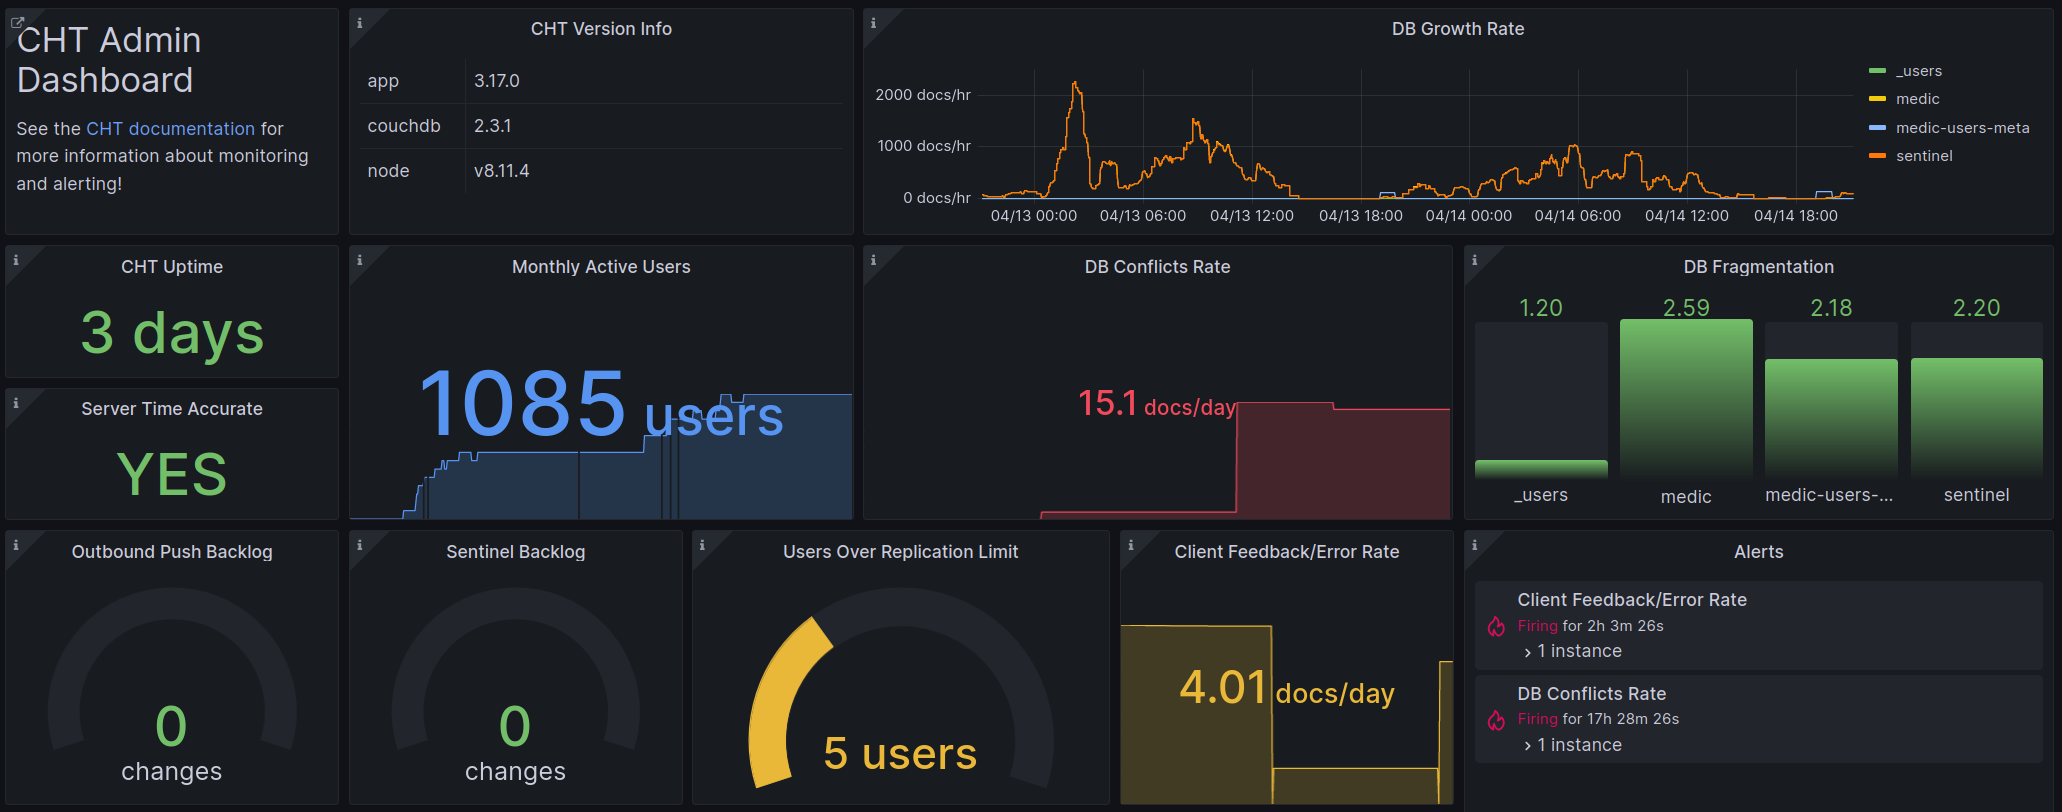 CHT Admin
Dashboard
See the CHT documentation for
more information about monitoring
and alerting!
CHT Version Info
app 3.17.0
couchdb 2.3.1
node v8.11.4
DB Growth Rate
2000 docs/hr
1000 docs/hr
0 docs/hr
04/13 00:00 04/13 06:00 04/13 12:00 04/13 18:00 04/14 00:00 04/14 06:00 04/14 12:00 04/14 18:00
_users
medic
medic-users-meta
sentinel
CHT Uptime
3 days
Server Time Accurate
YES
Monthly Active Users
1085 users
DB Conflicts Rate
15.1 docs/day
DB Fragmentation
1.20 2.59 2.18 2.20
_users medic medic-users-... sentinel
Outbound Push Backlog
0
changes
Sentinel Backlog
0
changes
Users Over Replication Limit
5 users
Client Feedback/Error Rate
4.01 docs/day
Alerts
Client Feedback/Error Rate
Firing for 2h 3m 26s
> 1 instance
DB Conflicts Rate
Firing for 17h 28m 26s
> 1 instance